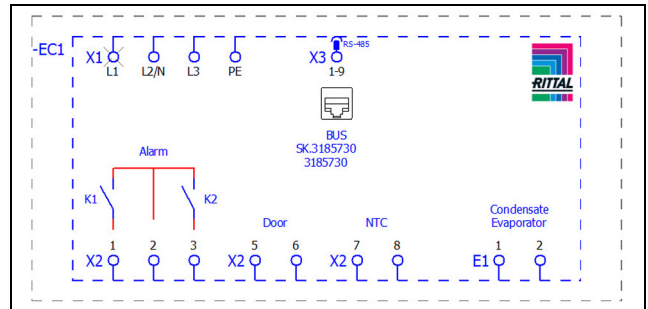 -EC1
X1 L1 L2/N L3 PE
X3 RS-485
1-9
RITTAL
BUS
SK.3185730
3185730
Alarm
K1 K2
Door NTC
Condensate
Evaporator
1 2 3 5 6 7 8 1 2
X2 X2 X2 E1